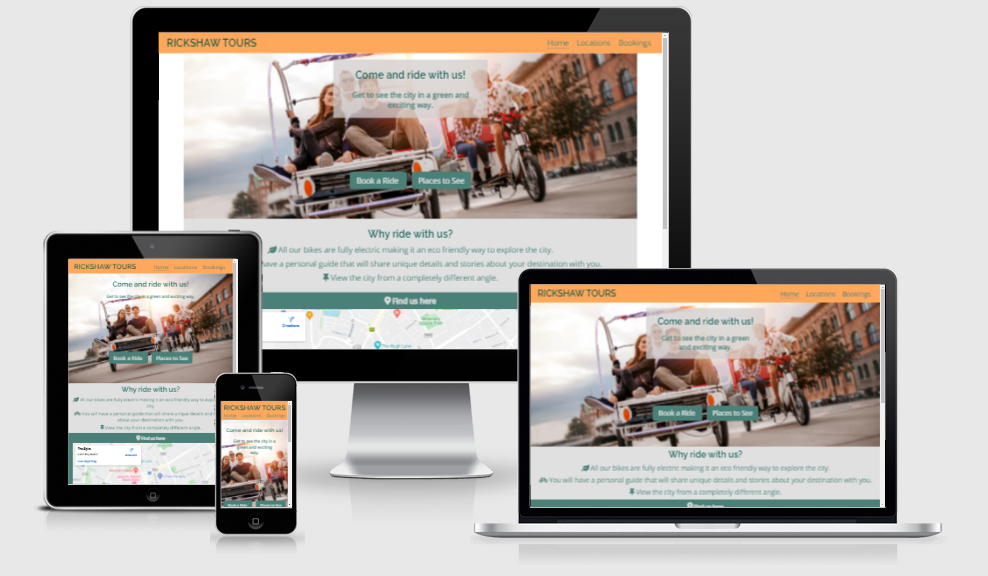 RICKSHAW TOURS
Home Locations Bookings
Come and ride with us!
Get to see the city in a green and
exciting way.
Book a Ride Places to See
Why ride with us?
All our bikes are fully electric making it an eco friendly way to explore the city.
have a personal guide that will share unique details and stories about your destination with you.
View the city from a completely different angle.
Find us here
Directions
The Hugh Lane
RICKSHAW TOURS
Home Locations Bookings
Come and ride with us!
Get to see the city in a green and exciting way.
Book a Ride Places to See
Why ride with us?
All our bikes are fully electric making it an eco friendly way to explore the
city.
You will have a personal guide that will share unique details and
about your destination with you.
View the city from a completely different angle.
Find us here
RICKSHAW TOURS
Home Locations Bookings
Come and ride with us!
Get to see the city in a
green and exciting
way.
Book a Ride Places to See
RICKSHAW TOURS
Home Locations Bookings
Come and ride with us!
Get to see the city in a green
and exciting way.
Book a Ride Places to See
Why ride with us?
All our bikes are fully electric making it an eco friendly way to explore the city.
You will have a personal guide that will share unique details and stories about your destination with you.
View the city from a completely different angle.
Find us here